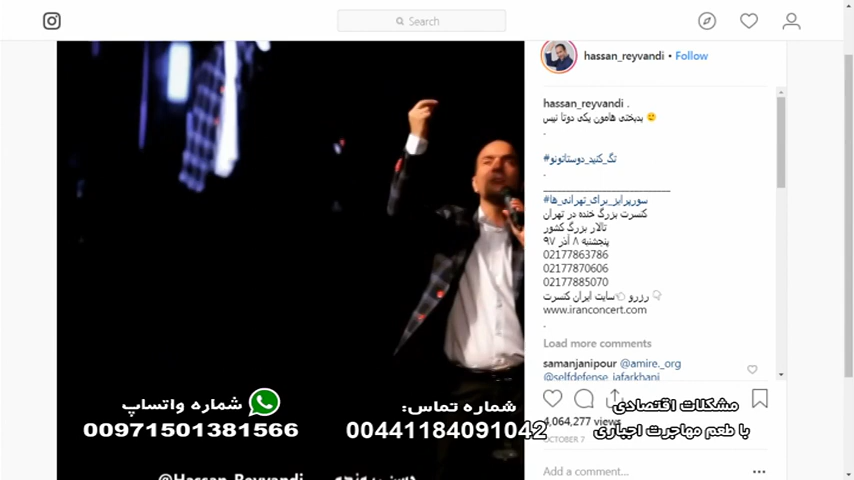 Search
hassan_reyvandi • Follow
hassan_reyvandi .
بدبختی هامون یکی دوتا نیس 🙂
.
#تگ_کنید_دوستاتونو
.
#سورپرایز_برای_تهرانی_ها
کنسرت بزرگ خنده در تهران
تالار بزرگ کشور
پنجشنبه ۸ آذر ۹۷
02177863786
02177870606
02177885070
رزرو 👈 سایت ایران کنسرت 👇
www.iranconcert.com
.
Load more comments
samanjanipour @amire._org
@selfdefense_jafarkhani
4,064,277 views
OCTOBER 7
Add a comment...
شماره واتساپ
00971501381566
شماره تماس:
00441184091042
مشکلات اقتصادی
با طعم مهاجرت اجباری
@Hassan_Reyvandi